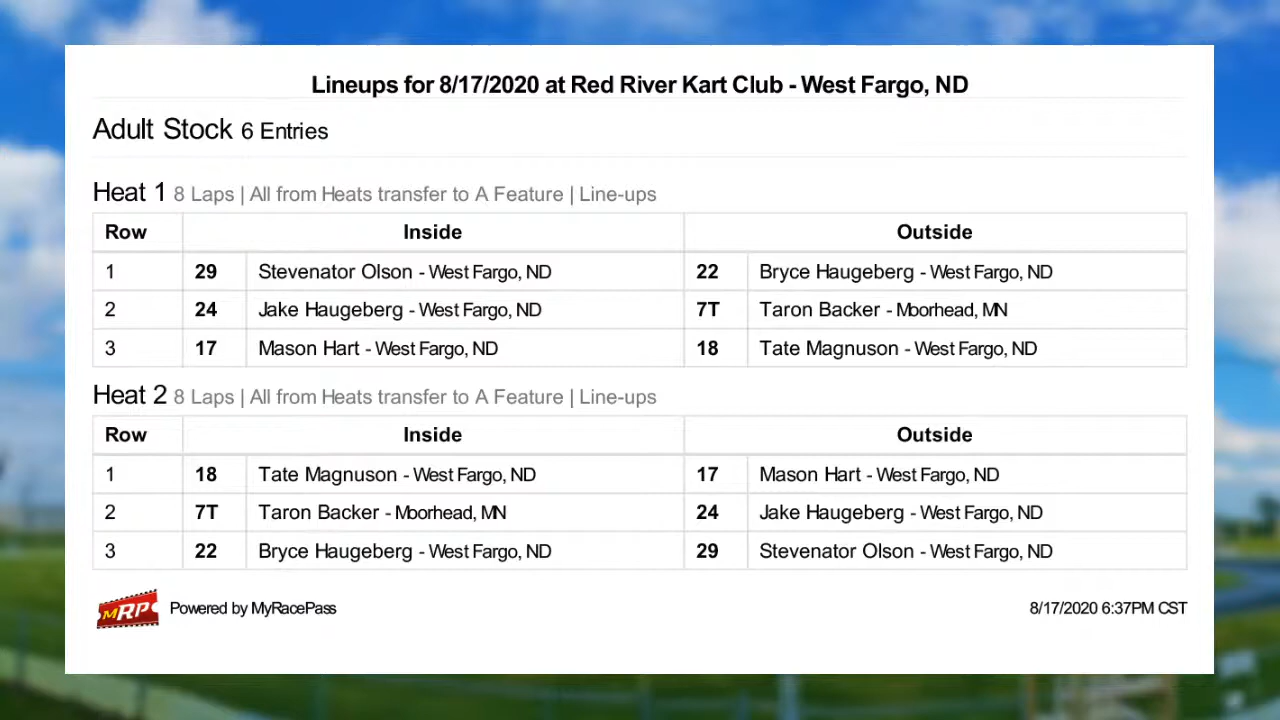 Lineups for 8/17/2020 at Red River Kart Club - West Fargo, ND
Adult Stock 6 Entries
Heat 1 8 Laps | All from Heats transfer to A Feature | Line-ups
Row Inside Outside
1 29 Stevenator Olson - West Fargo, ND 22 Bryce Haugeberg - West Fargo, ND
2 24 Jake Haugeberg - West Fargo, ND 7T Taron Backer - Moorhead, MN
3 17 Mason Hart - West Fargo, ND 18 Tate Magnuson - West Fargo, ND
Heat 2 8 Laps | All from Heats transfer to A Feature | Line-ups
Row Inside Outside
1 18 Tate Magnuson - West Fargo, ND 17 Mason Hart - West Fargo, ND
2 7T Taron Backer - Moorhead, MN 24 Jake Haugeberg - West Fargo, ND
3 22 Bryce Haugeberg - West Fargo, ND 29 Stevenator Olson - West Fargo, ND
MRP Powered by MyRacePass 8/17/2020 6:37PM CST